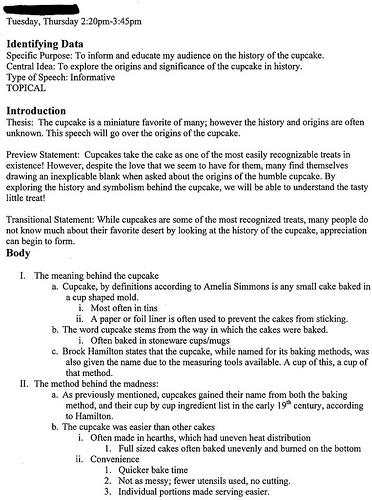 Tuesday, Thursday 2:20pm-3:45pm
Identifying Data
Specific Purpose: To inform and educate my audience on the history of the cupcake.
Central Idea: To explore the origins and significance of the cupcake in history.
Type of Speech: Informative
TOPICAL
Introduction
Thesis: The cupcake is a miniature favorite of many; however the history and origins are often
unknown. This speech will go over the origins of the cupcake.
Preview Statement: Cupcakes take the cake as one of the most easily recognizable treats in
existence! However, despite the love that we seem to have for them, many find themselves
drawing an inexplicable blank when asked about the origins of the humble cupcake. By
exploring the history and symbolism behind the cupcake, we will be able to understand the tasty
little treat!
Transitional Statement: While cupcakes are some of the most recognized treats, many people do
not know much about their favorite desert by looking at the history of the cupcake, appreciation
can begin to form.
Body
I. The meaning behind the cupcake
a. Cupcake, by definitions according to Amelia Simmons is any small cake baked in
a cup shaped mold.
i. Most often in tins
ii. A paper or foil liner is often used to prevent the cakes from sticking.
b. The word cupcake stems from the way in which the cakes were baked.
i. Often baked in stoneware cups/mugs
c. Brock Hamilton states that the cupcake, while named for its baking methods, was
also given the name due to the measuring tools available. A cup of this, a cup of
that method.
II. The method behind the madness:
a. As previously mentioned, cupcakes gained their name from both the baking
method, and their cup by cup ingredient list in the early 19th century, according
to Hamilton.
b. The cupcake was easier than other cakes
i. Often made in hearths, which had uneven heat distribution
1. Full sized cakes often baked unevenly and burned on the bottom
ii. Convenience
1. Quicker bake time
2. Not as messy; fewer utensils used, no cutting.
3. Individual portions made serving easier.